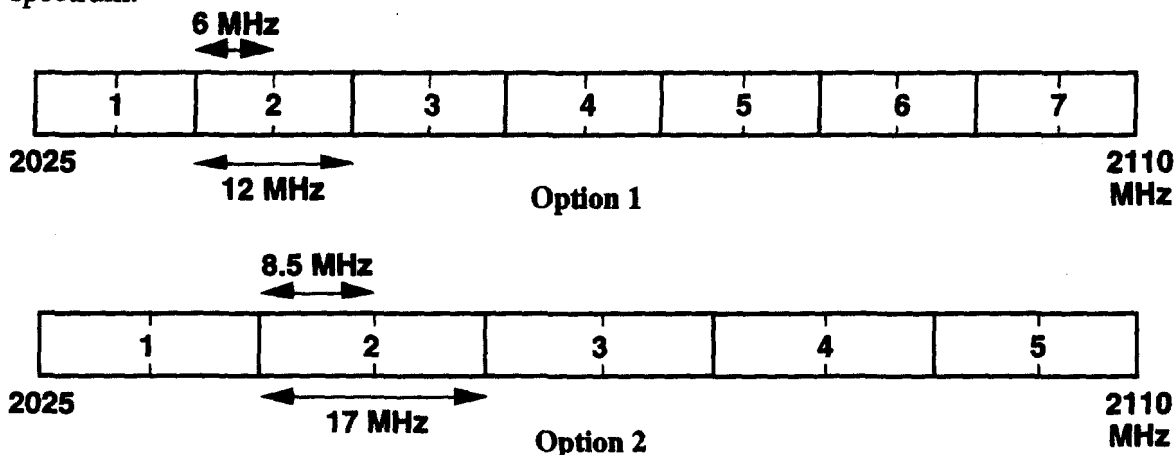 spectrum.
6 MHz
1 2 3 4 5 6 7
2025 2110
12 MHz MHz
Option 1
8.5 MHz
1 2 3 4 5
2025 2110
17 MHz MHz
Option 2